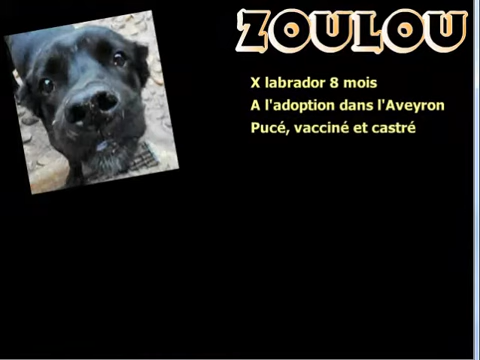 ZOULOU
X labrador 8 mois
A l'adoption dans l'Aveyron
Pucé, vacciné et castré